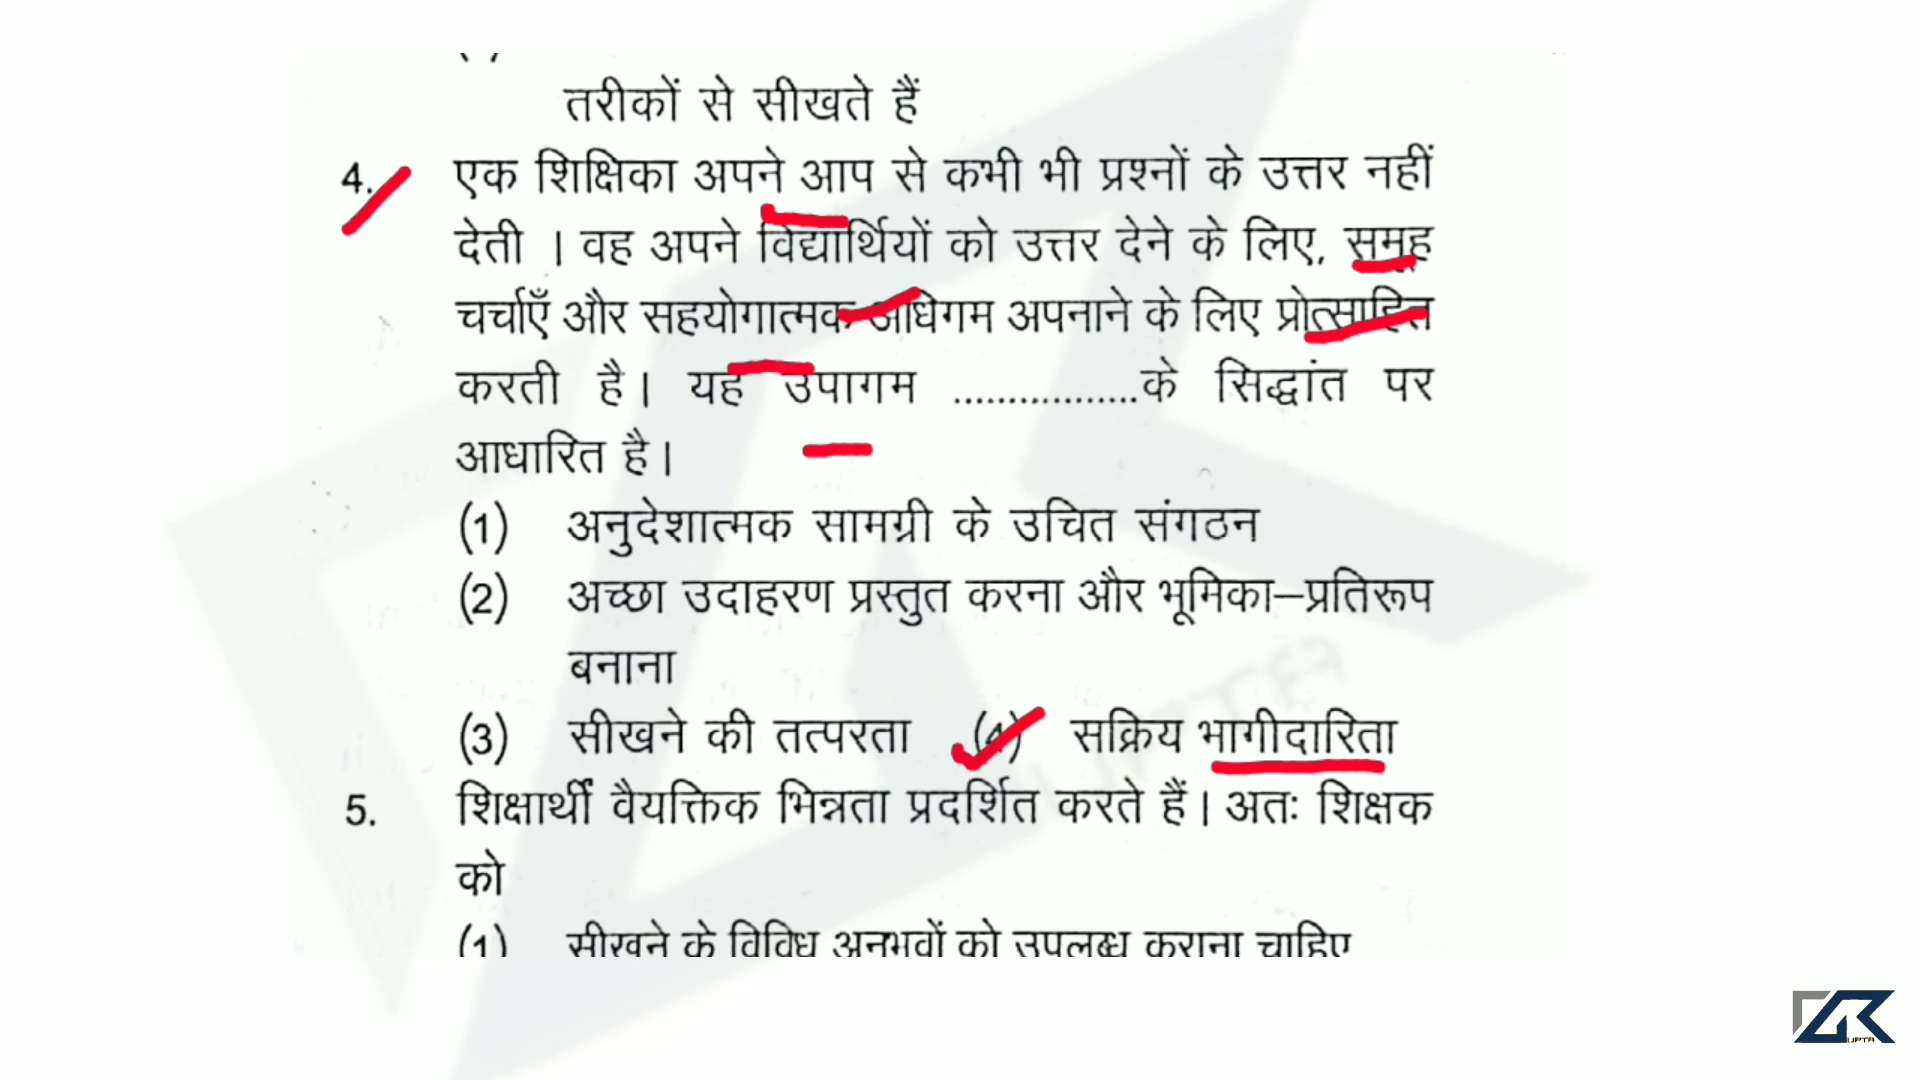 तरीकों से सीखते हैं
4. एक शिक्षिका अपने आप से कभी भी प्रश्नों के उत्तर नहीं
देती । वह अपने विद्यार्थियों को उत्तर देने के लिए, समूह
चर्चाएँ और सहयोगात्मक अधिगम अपनाने के लिए प्रोत्साहित
करती है। यह उपागम .................के सिद्धांत पर
आधारित है।
(1) अनुदेशात्मक सामग्री के उचित संगठन
(2) अच्छा उदाहरण प्रस्तुत करना और भूमिका–प्रतिरूप
बनाना
(3) सीखने की तत्परता (4) सक्रिय भागीदारिता
5. शिक्षार्थी वैयक्तिक भिन्नता प्रदर्शित करते हैं। अतः शिक्षक
को
(1) सीखने के विविध अनुभवों को उपलब्ध कराना चाहिए